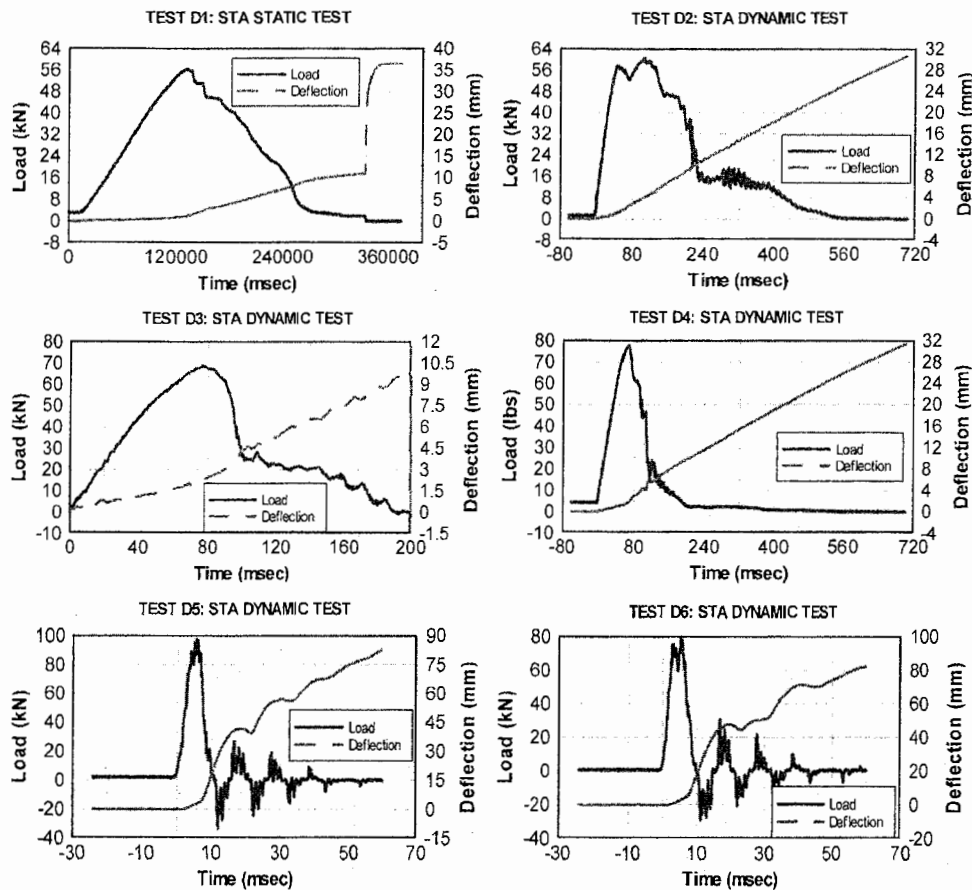 TEST D1: STA STATIC TEST
64
56
48
40
32
24
16
8
0
-8
Load (kN)
40
35
30
25
20
15
10
5
0
-5
Deflection (mm)
Load
Deflection
0 120000 240000 360000
Time (msec)
TEST D2: STA DYNAMIC TEST
64
56
48
40
32
24
16
8
0
-8
Load (kN)
32
28
24
20
16
12
8
4
0
-4
Deflection (mm)
Load
Deflection
-80 80 240 400 560 720
Time (msec)
TEST D3: STA DYNAMIC TEST
80
70
60
50
40
30
20
10
0
-10
Load (kN)
12
10.5
9
7.5
6
4.5
3
1.5
0
-1.5
Deflection (mm)
Load
Deflection
0 40 80 120 160 200
Time (msec)
TEST D4: STA DYNAMIC TEST
80
70
60
50
40
30
20
10
0
-10
Load (lbs)
32
28
24
20
16
12
8
4
0
-4
Deflection (mm)
Load
Deflection
-80 80 240 400 560 720
Time (msec)
TEST D5: STA DYNAMIC TEST
100
80
60
40
20
0
-20
-40
Load (kN)
90
75
60
45
30
15
0
-15
Deflection (mm)
Load
Deflection
-30 -10 10 30 50 70
Time (msec)
TEST D6: STA DYNAMIC TEST
80
60
40
20
0
-20
-40
Load (kN)
100
80
60
40
20
0
-20
Deflection (mm)
Load
Deflection
-30 -10 10 30 50 70
Time (msec)